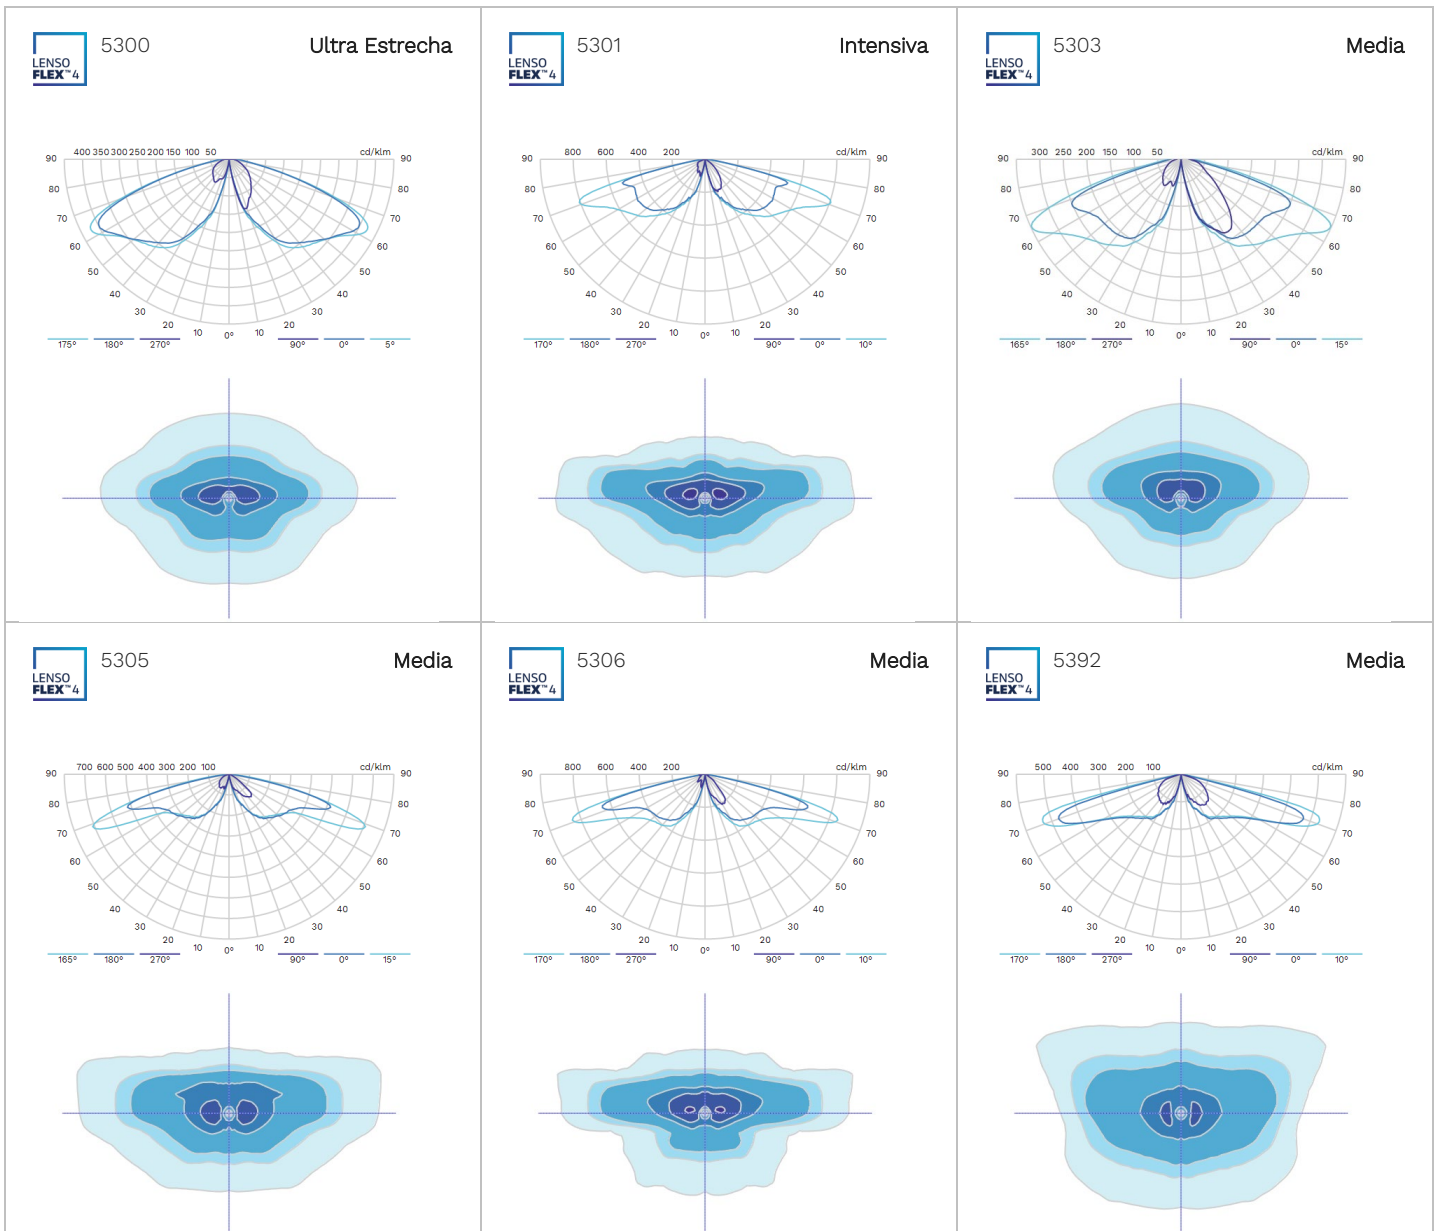 5300 Ultra Estrecha
LENSO
FLEX™4
90 400 350 300 250 200 150 100 50 cd/klm 90
80 80
70 70
60 60
50 50
40 40
30 30
20 10 0° 10 20
175° 180° 270° 90° 0° 5°
5301 Intensiva
LENSO
FLEX™4
90 800 600 400 200 cd/klm 90
80 80
70 70
60 60
50 50
40 40
30 30
20 10 0° 10 20
170° 180° 270° 90° 0° 10°
5303 Media
LENSO
FLEX™4
90 300 250 200 150 100 50 cd/klm 90
80 80
70 70
60 60
50 50
40 40
30 30
20 10 0° 10 20
165° 180° 270° 90° 0° 15°
5305 Media
LENSO
FLEX™4
90 700 600 500 400 300 200 100 cd/klm 90
80 80
70 70
60 60
50 50
40 40
30 30
20 10 0° 10 20
165° 180° 270° 90° 0° 15°
5306 Media
LENSO
FLEX™4
90 800 600 400 200 cd/klm 90
80 80
70 70
60 60
50 50
40 40
30 30
20 10 0° 10 20
170° 180° 270° 90° 0° 10°
5392 Media
LENSO
FLEX™4
90 500 400 300 200 100 cd/klm 90
80 80
70 70
60 60
50 50
40 40
30 30
20 10 0° 10 20
170° 180° 270° 90° 0° 10°